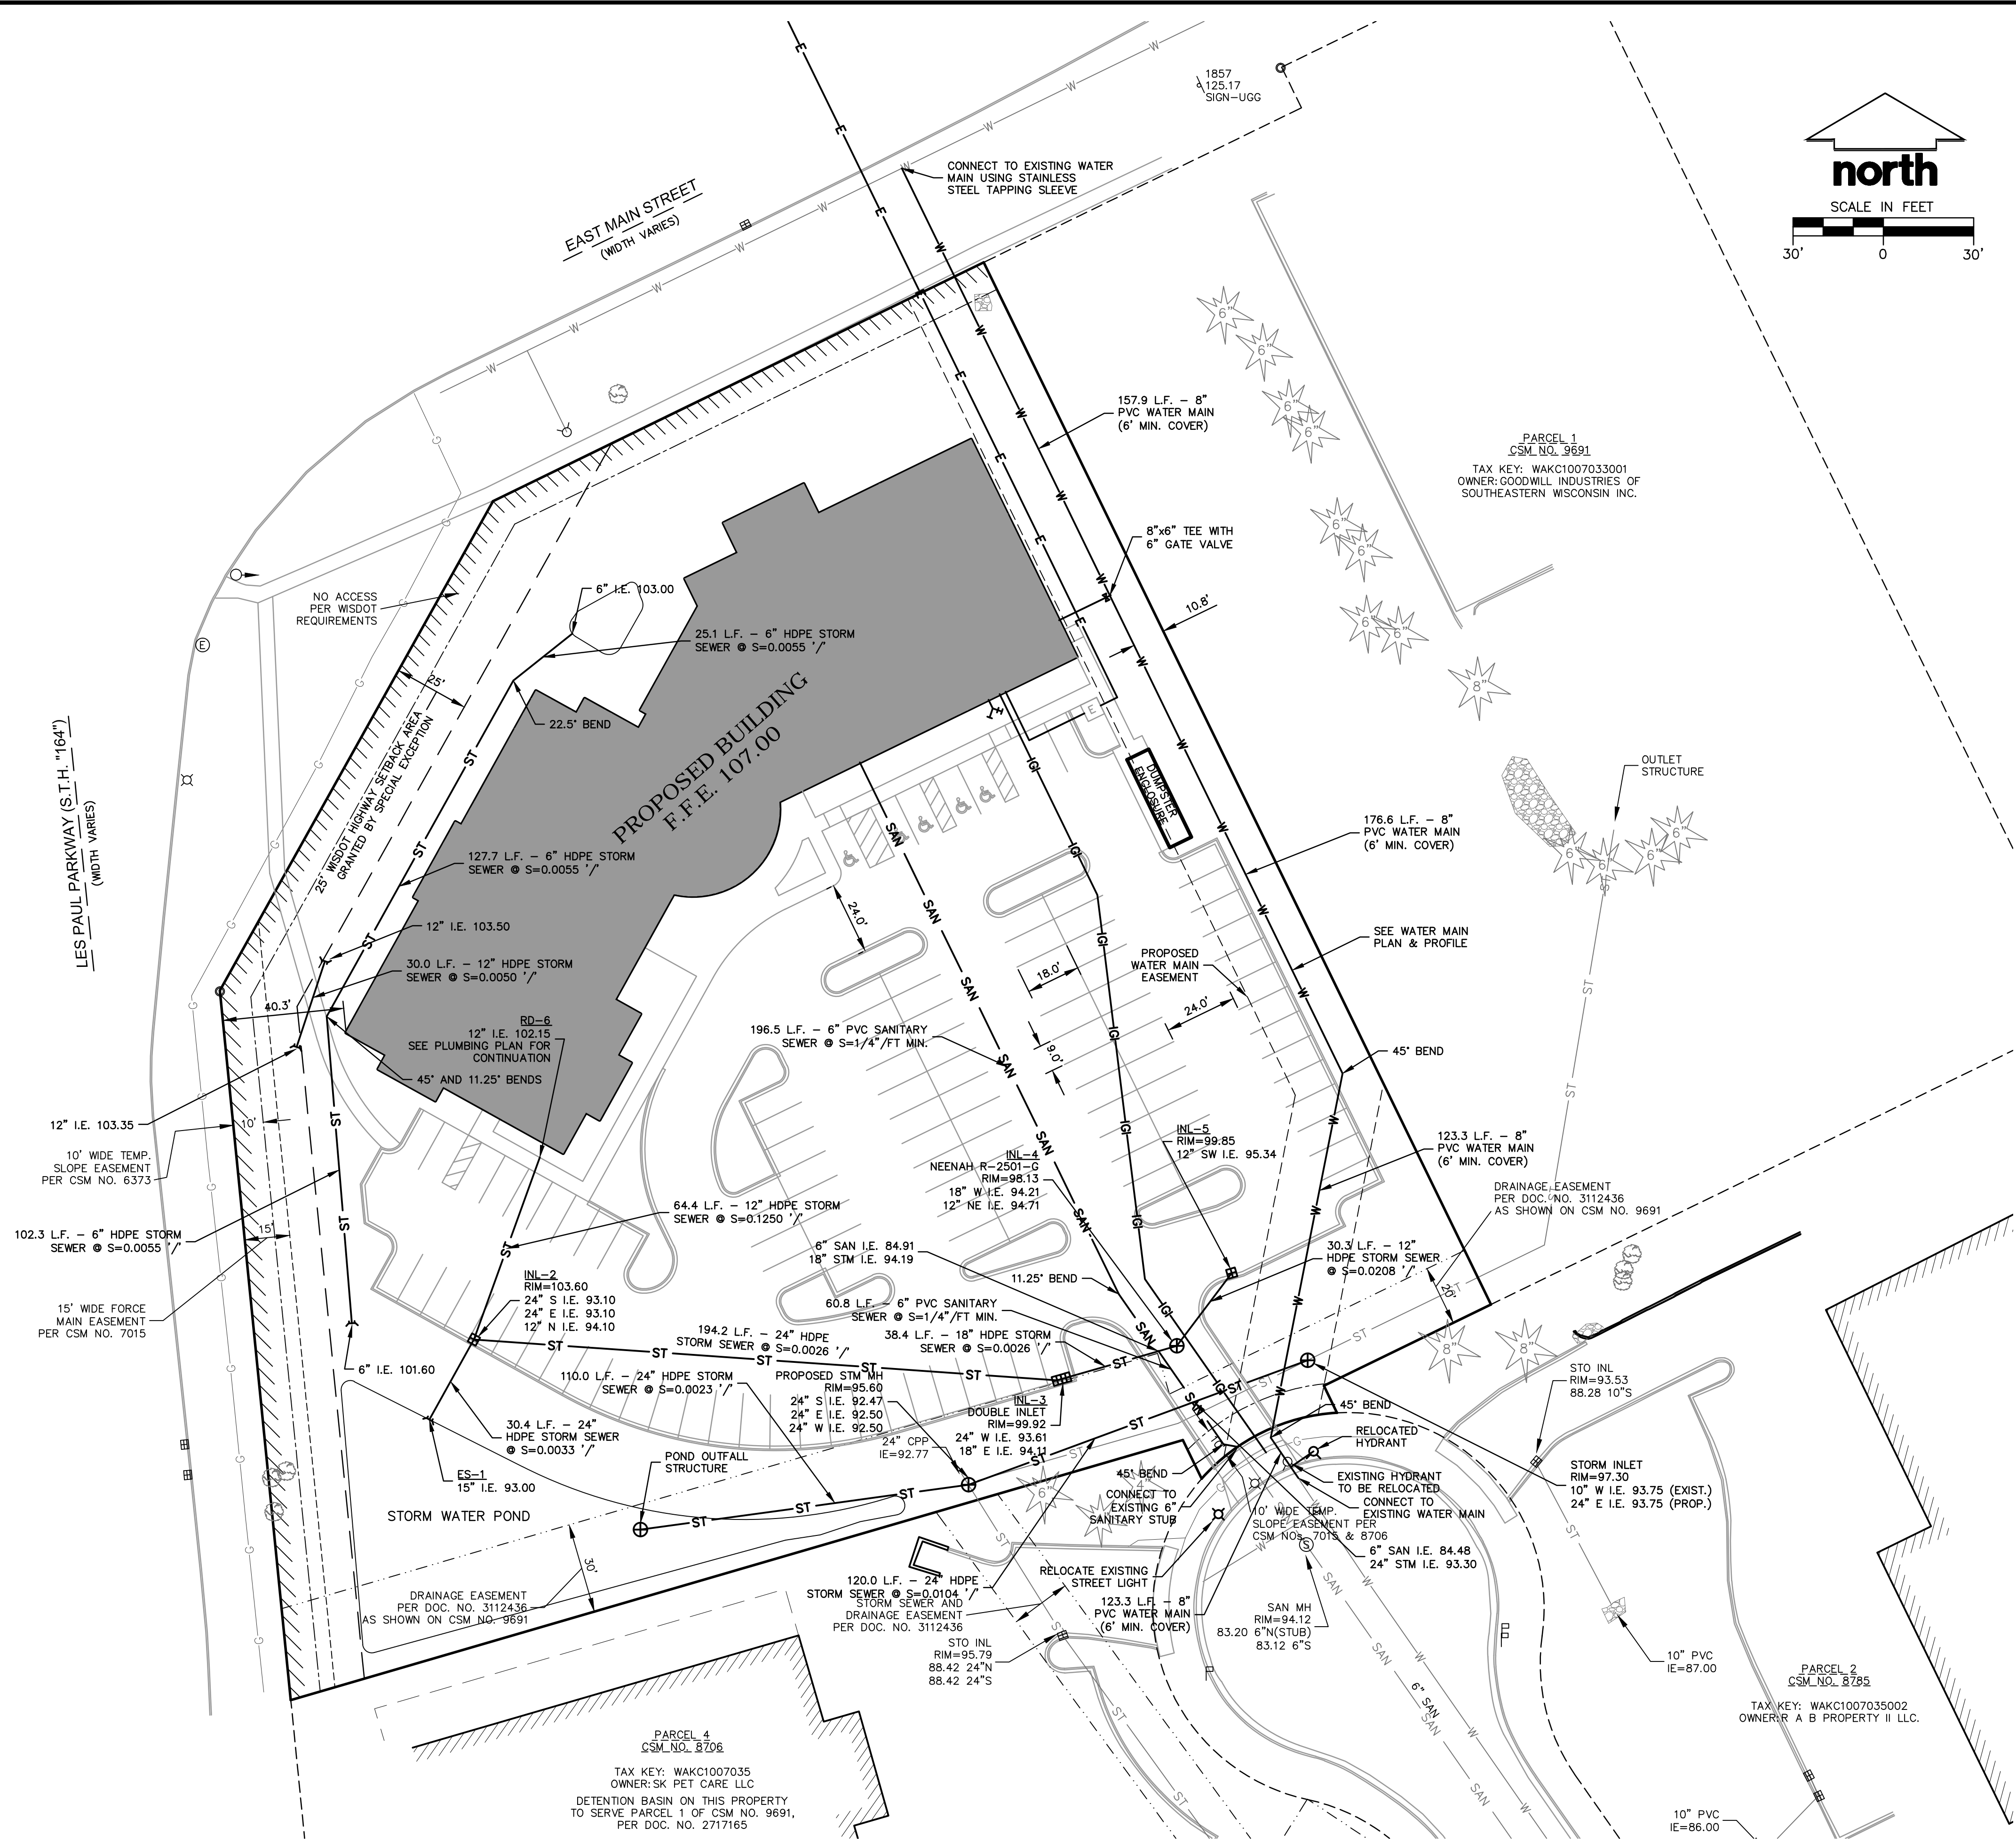 1857
125.17
SIGN-UGG
north
SCALE IN FEET
30'
0
30'
CONNECT TO EXISTING WATER
MAIN USING STAINLESS
STEEL TAPPING SLEEVE
EAST MAIN STREET
(WIDTH VARIES)
157.9 L.F. - 8"
PVC WATER MAIN
(6' MIN. COVER)
PARCEL 1
CSM NO. 9691
TAX KEY: WAKC1007033001
OWNER: GOODWILL INDUSTRIES OF
SOUTHEASTERN WISCONSIN INC.
8"x6" TEE WITH
6" GATE VALVE
10.8'
NO ACCESS
PER WISDOT
REQUIREMENTS
6" I.E. 103.00
25.1 L.F. - 6" HDPE STORM
SEWER @ S=0.0055 '/'
25'
22.5° BEND
25' WISDOT HIGHWAY SETBACK AREA
GRANTED BY SPECIAL EXCEPTION
PROPOSED BUILDING
F.F.E. 107.00
LES PAUL PARKWAY (S.T.H. "164")
(WIDTH VARIES)
DUMPSTER
ENCLOSURE
OUTLET
STRUCTURE
176.6 L.F. - 8"
PVC WATER MAIN
(6' MIN. COVER)
127.7 L.F. - 6" HDPE STORM
SEWER @ S=0.0055 '/'
24.0'
12" I.E. 103.50
SEE WATER MAIN
PLAN & PROFILE
30.0 L.F. - 12" HDPE STORM
SEWER @ S=0.0050 '/'
PROPOSED
WATER MAIN
EASEMENT
18.0'
24.0'
40.3'
RD-6
12" I.E. 102.15
SEE PLUMBING PLAN FOR
CONTINUATION
196.5 L.F. - 6" PVC SANITARY
SEWER @ S=1/4"/FT MIN.
9.0'
45° BEND
45° AND 11.25° BENDS
12" I.E. 103.35
10'
10' WIDE TEMP.
SLOPE EASEMENT
PER CSM NO. 6373
INL-5
RIM=99.85
12" SW I.E. 95.34
123.3 L.F. - 8"
PVC WATER MAIN
(6' MIN. COVER)
INL-4
NEENAH R-2501-G
RIM=98.13
18" W I.E. 94.21
12" NE I.E. 94.71
DRAINAGE EASEMENT
PER DOC. NO. 3112436
AS SHOWN ON CSM NO. 9691
64.4 L.F. - 12" HDPE STORM
SEWER @ S=0.1250 '/'
102.3 L.F. - 6" HDPE STORM
SEWER @ S=0.0055 '/'
15'
6" SAN I.E. 84.91
18" STM I.E. 94.19
30.3 L.F. - 12"
HDPE STORM SEWER
@ S=0.0208 '/'
20'
11.25° BEND
INL-2
RIM=103.60
24" S I.E. 93.10
24" E I.E. 93.10
12" N I.E. 94.10
15' WIDE FORCE
MAIN EASEMENT
PER CSM NO. 7015
60.8 L.F. - 6" PVC SANITARY
SEWER @ S=1/4"/FT MIN.
194.2 L.F. - 24" HDPE
STORM SEWER @ S=0.0026 '/'
38.4 L.F. - 18" HDPE STORM
SEWER @ S=0.0026 '/'
6" I.E. 101.60
110.0 L.F. - 24" HDPE STORM
SEWER @ S=0.0023 '/'
PROPOSED STM MH
RIM=95.60
24" S I.E. 92.47
24" E I.E. 92.50
24" W I.E. 92.50
INL-3
DOUBLE INLET
RIM=99.92
24" W I.E. 93.61
18" E I.E. 94.11
STO INL
RIM=93.53
88.28 10"S
45° BEND
RELOCATED
HYDRANT
30.4 L.F. - 24"
HDPE STORM SEWER
@ S=0.0033 '/'
24" CPP
IE=92.77
POND OUTFALL
STRUCTURE
ES-1
15" I.E. 93.00
45° BEND
CONNECT TO
EXISTING 6"
SANITARY STUB
EXISTING HYDRANT
TO BE RELOCATED
CONNECT TO
EXISTING WATER MAIN
STORM INLET
RIM=97.30
10" W I.E. 93.75 (EXIST.)
24" E I.E. 93.75 (PROP.)
STORM WATER POND
10' WIDE TEMP.
SLOPE EASEMENT PER
CSM NOs. 7015 & 8706
6" SAN I.E. 84.48
24" STM I.E. 93.30
30'
RELOCATE EXISTING
STREET LIGHT
120.0 L.F. - 24" HDPE
STORM SEWER @ S=0.0104 '/'
STORM SEWER AND
DRAINAGE EASEMENT
PER DOC. NO. 3112436
DRAINAGE EASEMENT
PER DOC. NO. 3112436
AS SHOWN ON CSM NO. 9691
123.3 L.F. - 8"
PVC WATER MAIN
(6' MIN. COVER)
SAN MH
RIM=94.12
83.20 6"N(STUB)
83.12 6"S
STO INL
RIM=95.79
88.42 24"N
88.42 24"S
10" PVC
IE=87.00
6" SAN
PARCEL 2
CSM NO. 8785
TAX KEY: WAKC1007035002
OWNER: R A B PROPERTY II LLC.
PARCEL 4
CSM NO. 8706
TAX KEY: WAKC1007035
OWNER: SK PET CARE LLC
DETENTION BASIN ON THIS PROPERTY
TO SERVE PARCEL 1 OF CSM NO. 9691,
PER DOC. NO. 2717165
10" PVC
IE=86.00